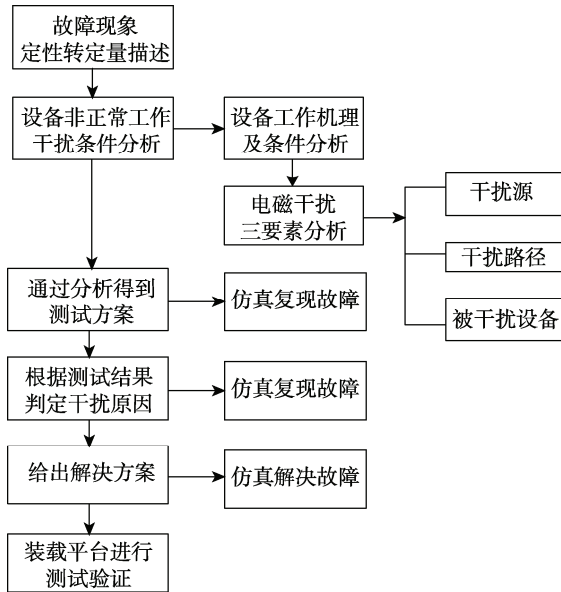 故障现象
定性转定量描述
设备非正常工作
干扰条件分析
设备工作机理
及条件分析
电磁干扰
三要素分析
干扰源
干扰路径
被干扰设备
通过分析得到
测试方案
仿真复现故障
根据测试结果
判定干扰原因
仿真复现故障
给出解决方案
仿真解决故障
装载平台进行
测试验证